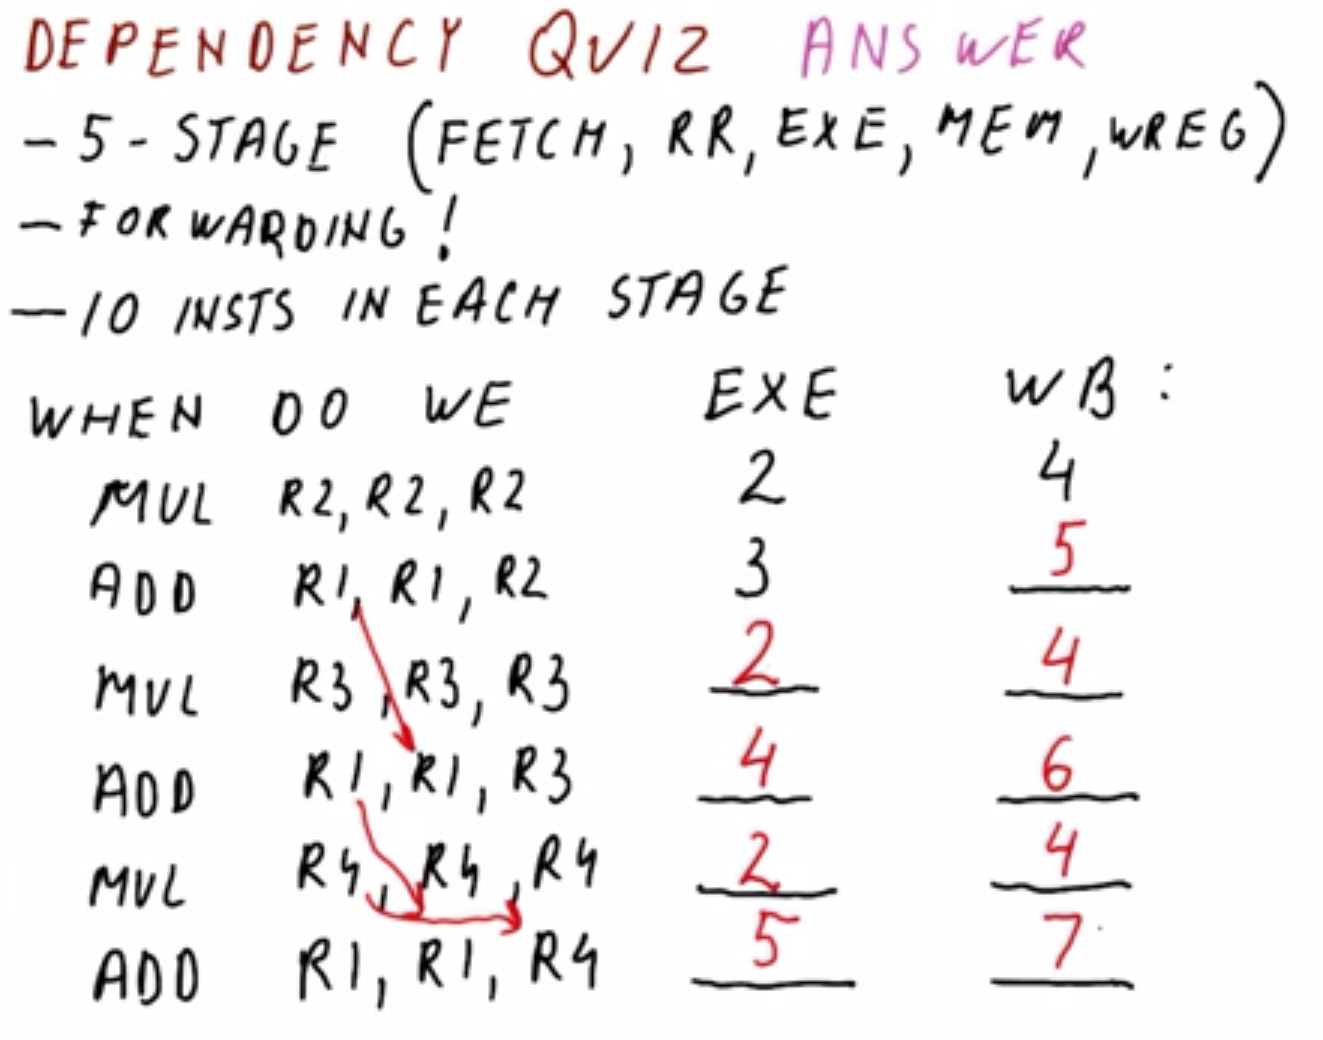 DEPENDENCY QUIZ ANSWER
- 5-STAGE (FETCH, RR, EXE, MEM, WREG)
- FORWARDING!
- 10 INSTS IN EACH STAGE
WHEN DO WE EXE WB:
MUL R2, R2, R2 2 4
ADD R1, R1, R2 3 5
MUL R3, R3, R3 2 4
ADD R1, R1, R3 4 6
MUL R4, R4, R4 2 4
ADD R1, R1, R4 5 7